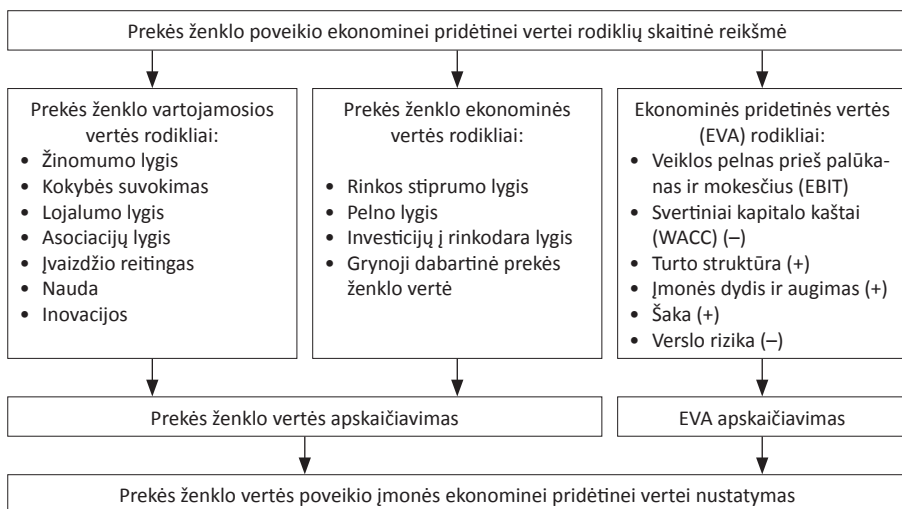 Prekės ženklo poveikio ekonominei pridėtinei vertei rodiklių skaitinė reikšmė
Prekės ženklo vartojamosios
vertės rodikliai:
• Žinomumo lygis
• Kokybės suvokimas
• Lojalumo lygis
• Asociacijų lygis
• Įvaizdžio reitingas
• Nauda
• Inovacijos
Prekės ženklo ekonominės
vertės rodikliai:
• Rinkos stiprumo lygis
• Pelno lygis
• Investicijų į rinkodara lygis
• Grynoji dabartinė prekės
ženklo vertė
Ekonominės pridetinės vertės
(EVA) rodikliai:
• Veiklos pelnas prieš palūka-
nas ir mokesčius (EBIT)
• Svertiniai kapitalo kaštai
(WACC) (–)
• Turto struktūra (+)
• Įmonės dydis ir augimas (+)
• Šaka (+)
• Verslo rizika (–)
Prekės ženklo vertės apskaičiavimas
EVA apskaičiavimas
Prekės ženklo vertės poveikio įmonės ekonominei pridėtinei vertei nustatymas